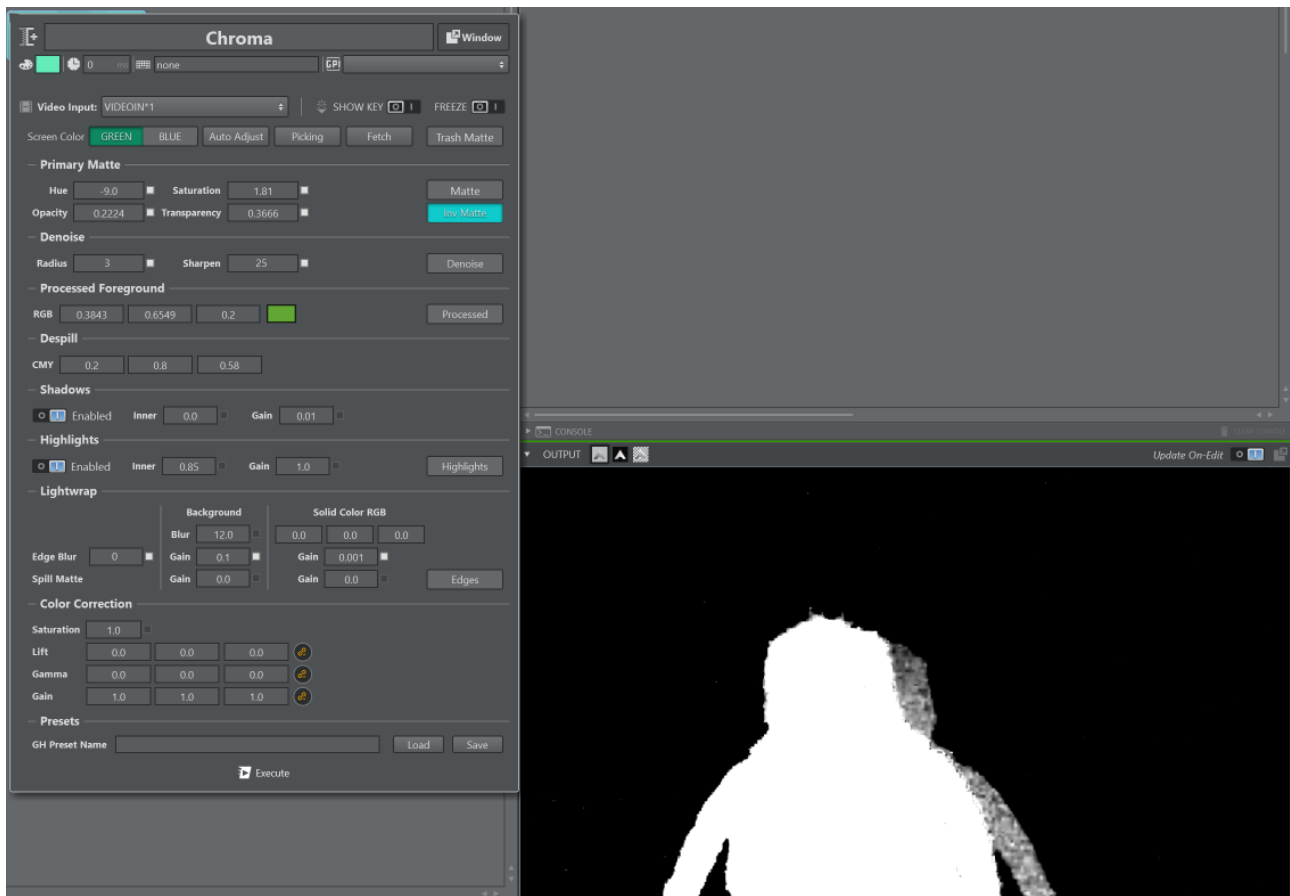 Chroma
Window
0 ms none GPI
Video Input: VIDEOIN*1 SHOW KEY FREEZE
Screen Color GREEN BLUE Auto Adjust Picking Fetch Trash Matte
Primary Matte
Hue -9.0 Saturation 1.81 Matte
Opacity 0.2224 Transparency 0.3666 Inv Matte
Denoise
Radius 3 Sharpen 25 Denoise
Processed Foreground
RGB 0.3843 0.6549 0.2 Processed
Despill
CMY 0.2 0.8 0.58
Shadows
Enabled Inner 0.0 Gain 0.01
Highlights
Enabled Inner 0.85 Gain 1.0 Highlights
Lightwrap
Background Solid Color RGB
Blur 12.0 0.0 0.0 0.0
Edge Blur 0 Gain 0.1 Gain 0.001
Spill Matte Gain 0.0 Gain 0.0 Edges
Color Correction
Saturation 1.0
Lift 0.0 0.0 0.0
Gamma 0.0 0.0 0.0
Gain 1.0 1.0 1.0
Presets
GH Preset Name Load Save
Execute
CONSOLE
OUTPUT Update On-Edit